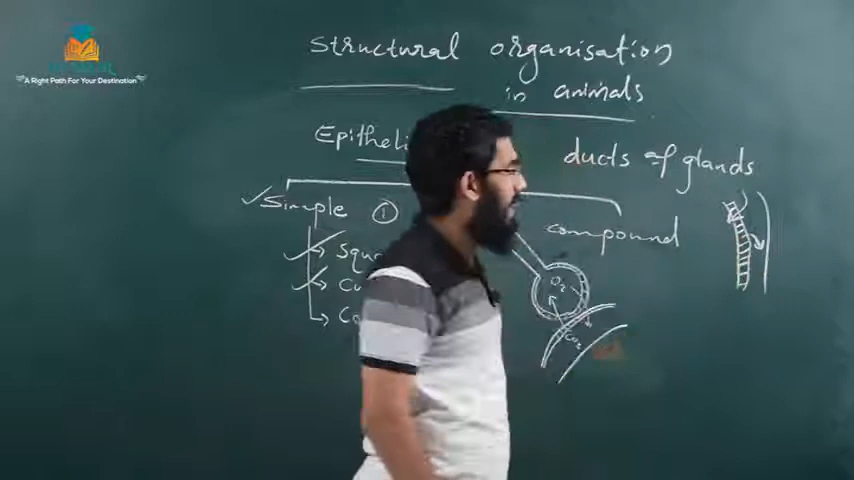 Structural organisation
in animals
Epitheli
ducts of glands
Simple ①
compound
Squ
Cu
Co
O₂
CO₂
A Right Path For Your Destination